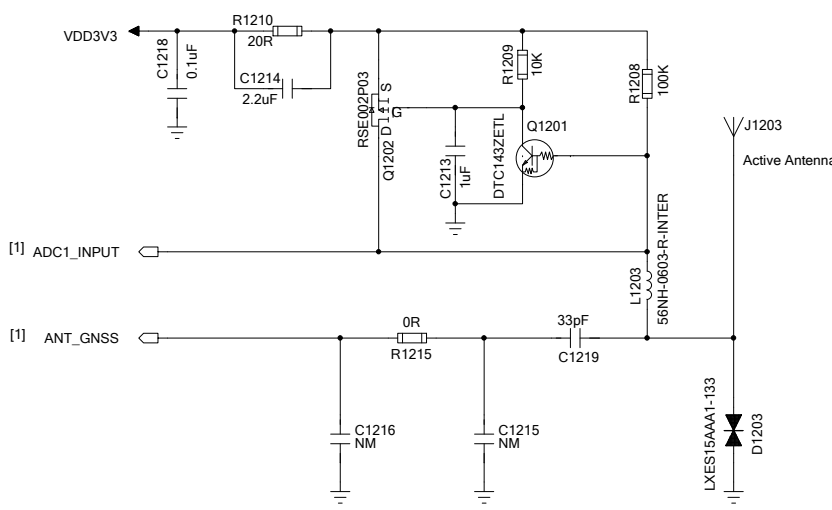 VDD3V3
C1218
0.1uF
R1210
20R
C1214
2.2uF
RSE002P03
S
G
D
Q1202
R1209
10K
R1208
100K
C1213
1uF
DTC143ZETL
Q1201
J1203
Active Antenna
[1] ADC1_INPUT
L1203
56NH-0603-R-INTER
[1] ANT_GNSS
0R
R1215
33pF
C1219
C1216
NM
C1215
NM
LXES15AAA1-133
D1203